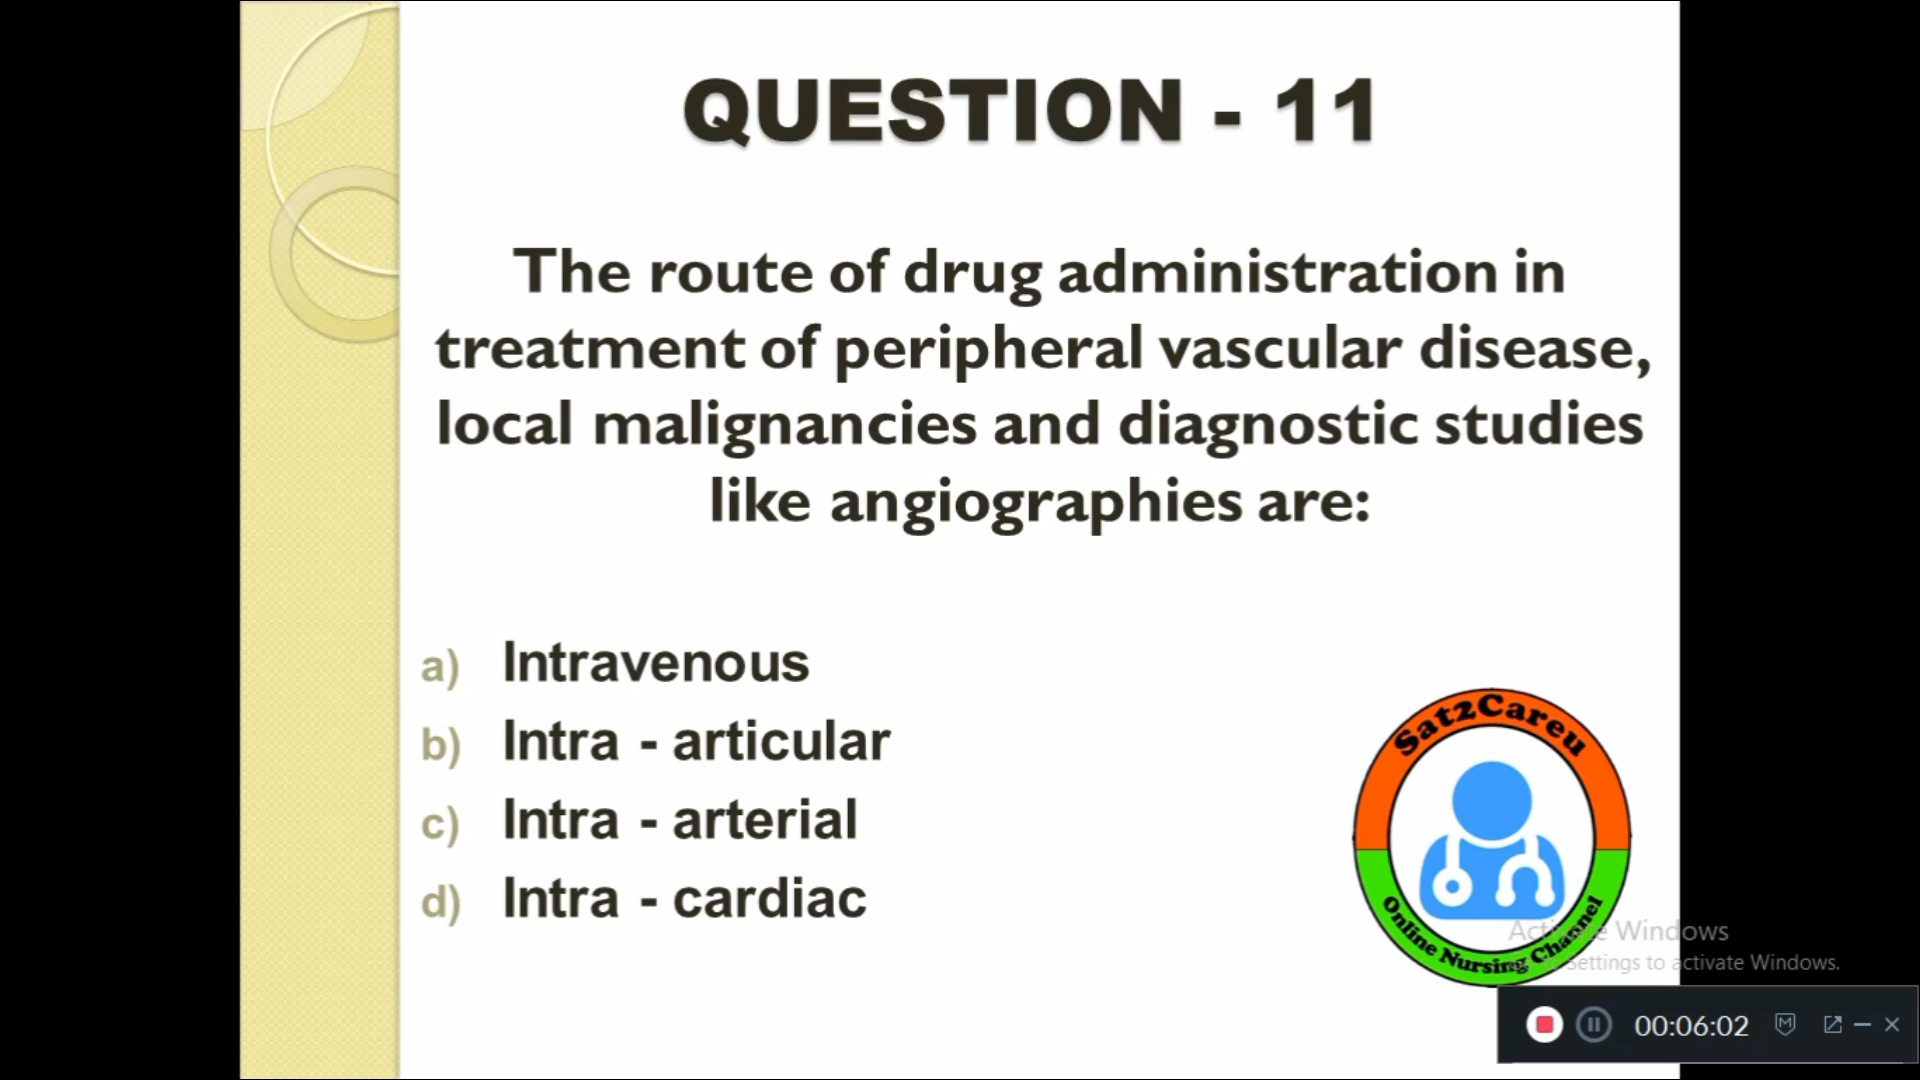 QUESTION - 11
The route of drug administration in
treatment of peripheral vascular disease,
local malignancies and diagnostic studies
like angiographies are:
a) Intravenous
b) Intra - articular
c) Intra - arterial
d) Intra - cardiac
Sat2Careu
Online Nursing Channel
Activate Windows
Settings to activate Windows.
00:06:02